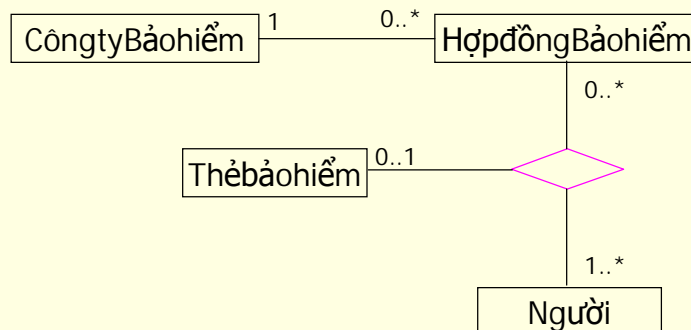 CôngtyBảohiểm 1 0..* HợpđồngBảohiểm
0..*
Thẻbảohiểm 0..1
1..*
Người